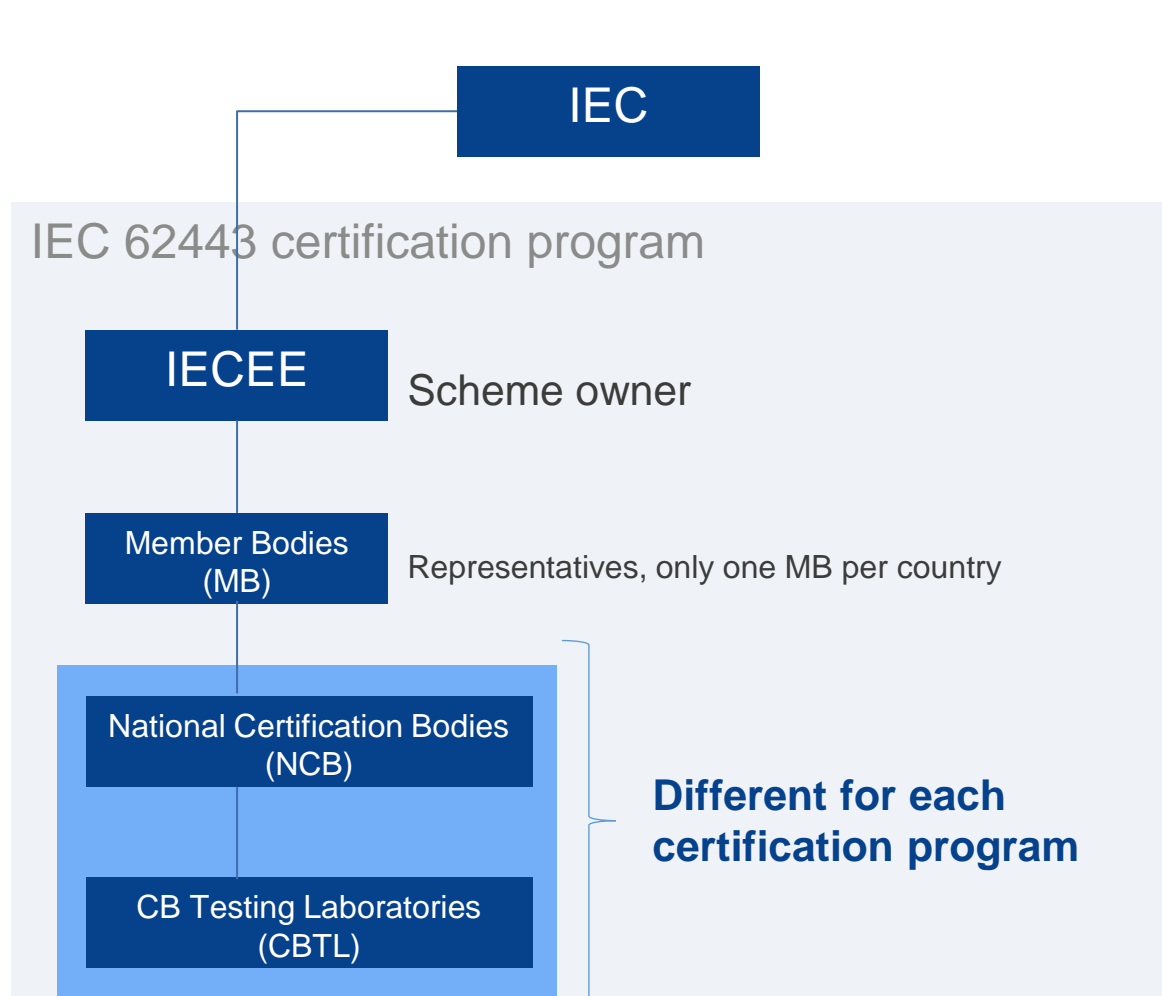 IEC
IEC 62443 certification program
IECEE
Scheme owner
Member Bodies
(MB)
Representatives, only one MB per country
National Certification Bodies
(NCB)
Different for each
certification program
CB Testing Laboratories
(CBTL)